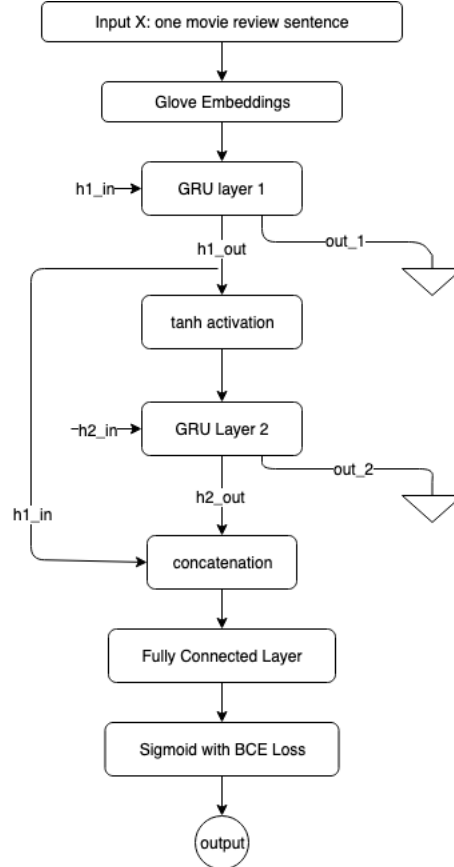 Input X: one movie review sentence
Glove Embeddings
h1_in
GRU layer 1
h1_out
out_1
tanh activation
h2_in
GRU Layer 2
out_2
h2_out
h1_in
concatenation
Fully Connected Layer
Sigmoid with BCE Loss
output